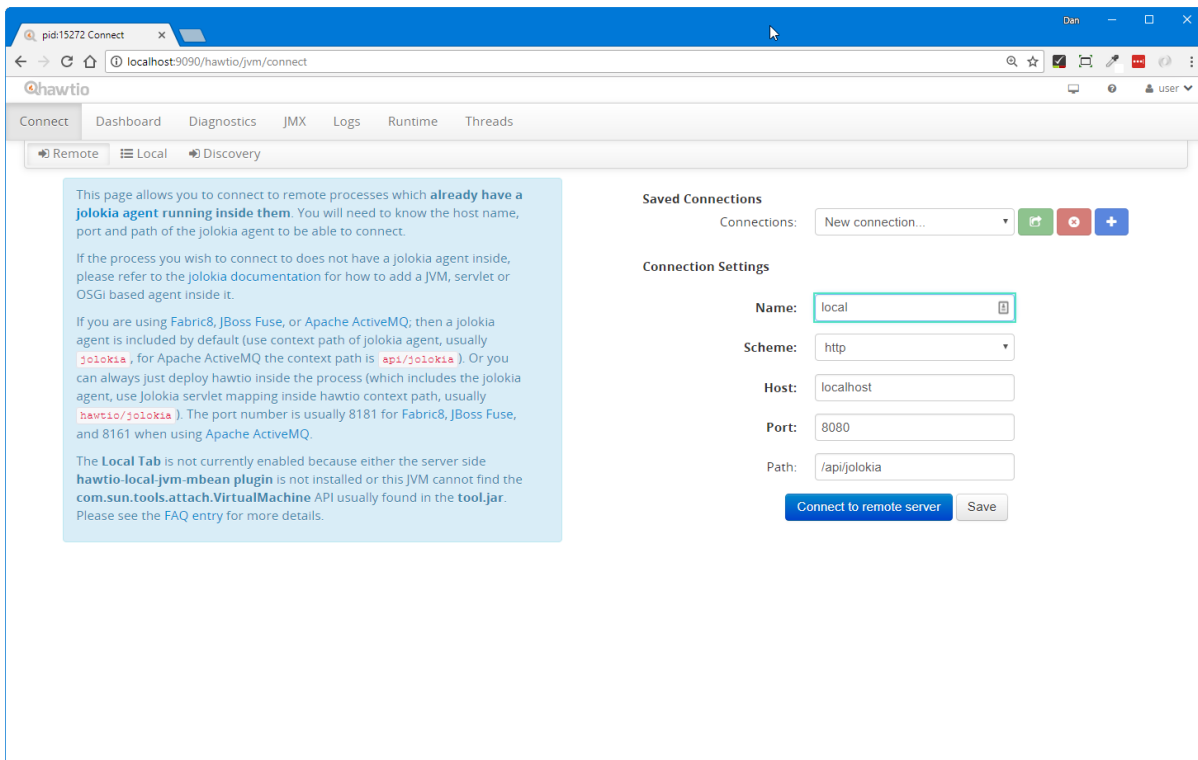 pid:15272 Connect
Dan
localhost:9090/hawtio/jvm/connect
hawtio
user
Connect Dashboard Diagnostics JMX Logs Runtime Threads
Remote Local Discovery
This page allows you to connect to remote processes which already have a
jolokia agent running inside them. You will need to know the host name,
port and path of the jolokia agent to be able to connect.
If the process you wish to connect to does not have a jolokia agent inside,
please refer to the jolokia documentation for how to add a JVM, servlet or
OSGi based agent inside it.
If you are using Fabric8, JBoss Fuse, or Apache ActiveMQ; then a jolokia
agent is included by default (use context path of jolokia agent, usually
jolokia , for Apache ActiveMQ the context path is api/jolokia ). Or you
can always just deploy hawtio inside the process (which includes the jolokia
agent, use Jolokia servlet mapping inside hawtio context path, usually
hawtio/jolokia ). The port number is usually 8181 for Fabric8, JBoss Fuse,
and 8161 when using Apache ActiveMQ.
The Local Tab is not currently enabled because either the server side
hawtio-local-jvm-mbean plugin is not installed or this JVM cannot find the
com.sun.tools.attach.VirtualMachine API usually found in the tool.jar.
Please see the FAQ entry for more details.
Saved Connections
Connections: New connection...
Connection Settings
Name: local
Scheme: http
Host: localhost
Port: 8080
Path: /api/jolokia
Connect to remote server Save